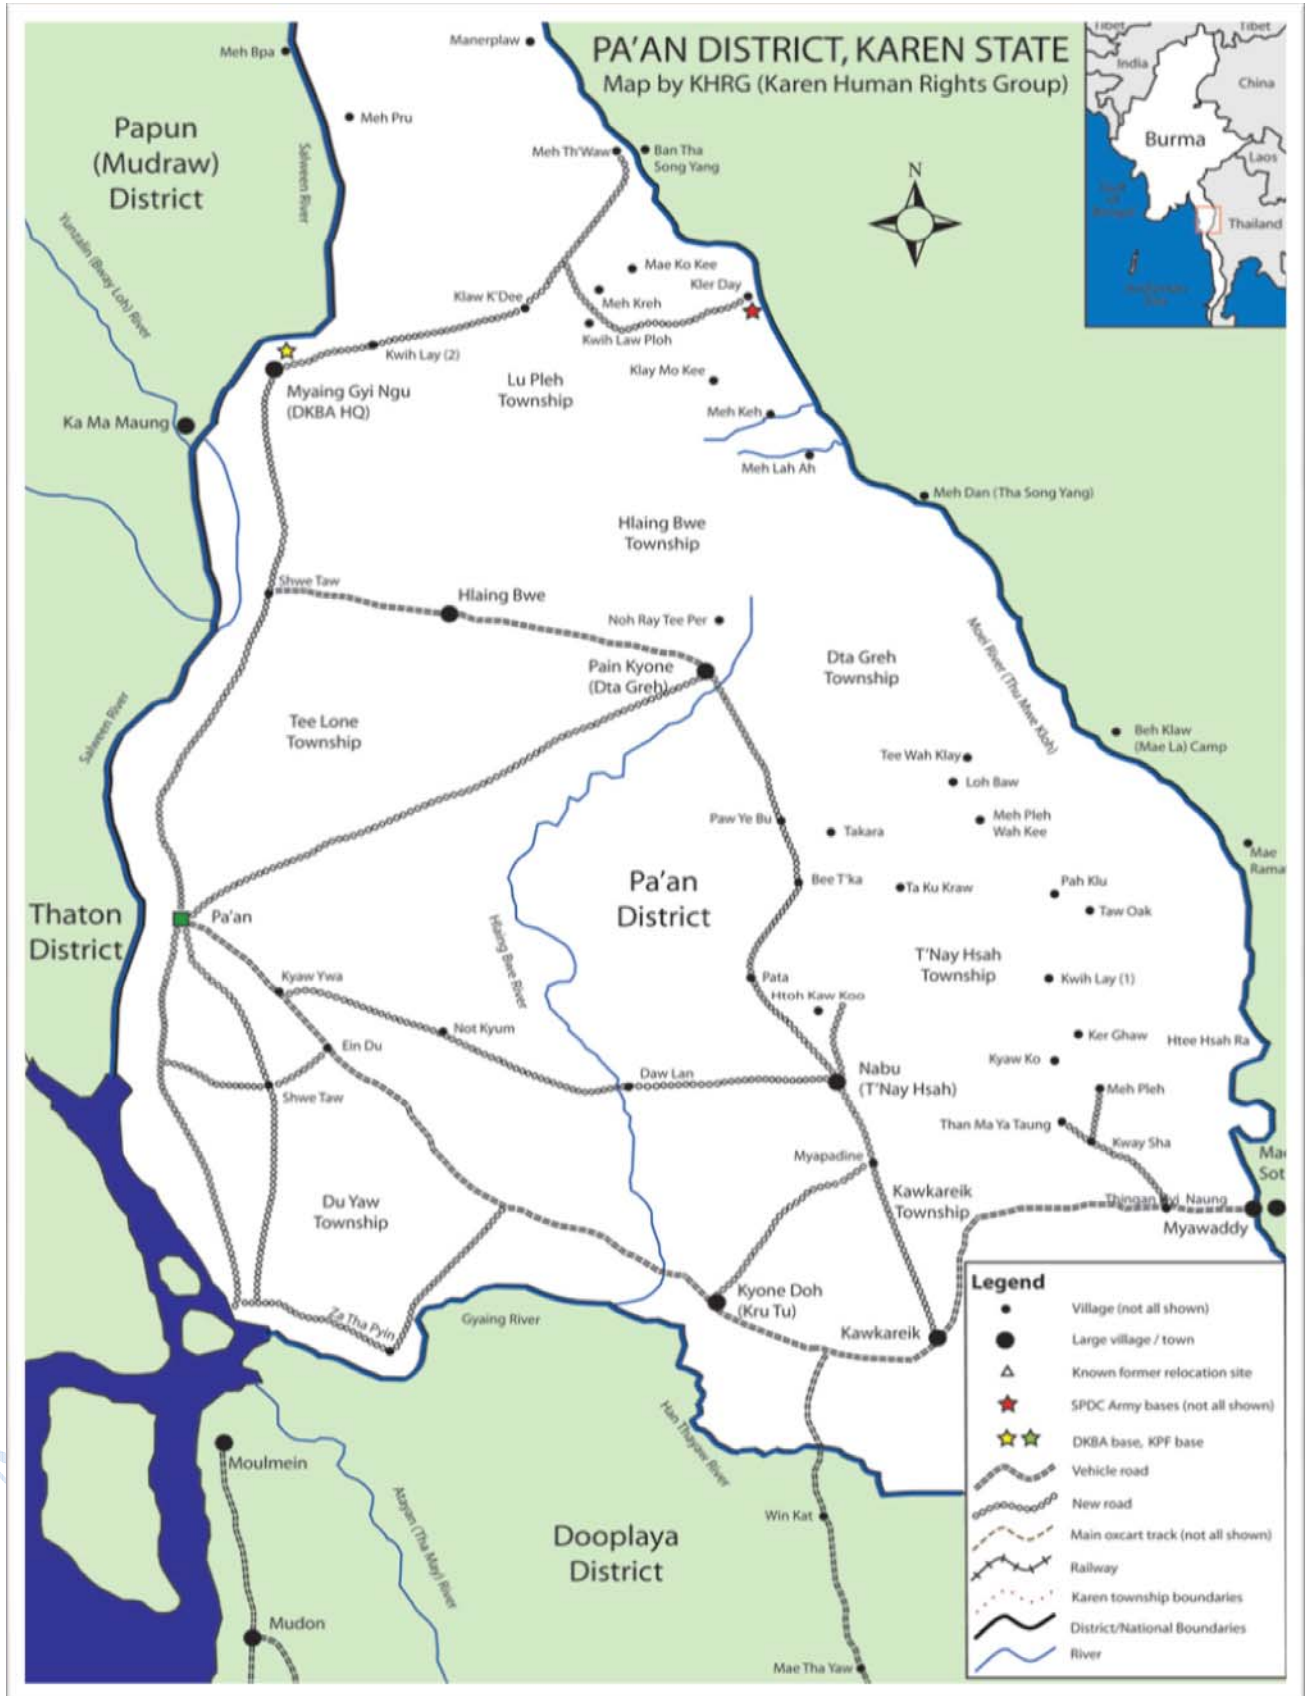 PA'AN DISTRICT, KAREN STATE
Map by KHRG (Karen Human Rights Group)
Meh Bpa
Manerplaw
Meh Pru
Papun
(Mudraw)
District
Salween River
Yunzalin (Bway Loh) River
Meh Th'Waw
Ban Tha
Song Yang
N
Tibet
Tibet
India
China
Burma
Laos
Thailand
Mae Ko Kee
Kler Day
Meh Kreh
Klaw K'Dee
Kwih Law Ploh
Kwih Lay (2)
Klay Mo Kee
Lu Pleh
Township
Myaing Gyi Ngu
(DKBA HQ)
Ka Ma Maung
Meh Keh
Meh Lah Ah
Meh Dan (Tha Song Yang)
Hlaing Bwe
Township
Shwe Taw
Hlaing Bwe
Noh Ray Tee Per
Pain Kyone
(Dta Greh)
Dta Greh
Township
Moei River (Thu Mwe Kloh)
Salween River
Tee Lone
Township
Beh Klaw
(Mae La) Camp
Tee Wah Klay
Loh Baw
Meh Pleh
Wah Kee
Paw Ye Bu
Takara
Mae
Rama
Bee T'ka
Ta Ku Kraw
Pah Klu
Taw Oak
Pa'an
District
Thaton
District
Pa'an
Hlaing Bwe River
T'Nay Hsah
Township
Kyaw Ywa
Pata
Kwih Lay (1)
Htoh Kaw Koo
Not Kyum
Ein Du
Ker Ghaw
Htee Hsah Ra
Kyaw Ko
Daw Lan
Nabu
(T'Nay Hsah)
Shwe Taw
Meh Pleh
Than Ma Ya Taung
Kway Sha
Myapadine
Mae
Sot
Du Yaw
Township
Kawkareik
Township
Thingan Nyi Naung
Myawaddy
Kyone Doh
(Kru Tu)
Za Tha Pyin
Gyaing River
Kawkareik
Han Thayaw River
Moulmein
Atayan (Tha May) River
Win Kat
Dooplaya
District
Mudon
Mae Tha Yaw
Legend
Village (not all shown)
Large village / town
Known former relocation site
SPDC Army bases (not all shown)
DKBA base, KPF base
Vehicle road
New road
Main oxcart track (not all shown)
Railway
Karen township boundaries
District/National Boundaries
River